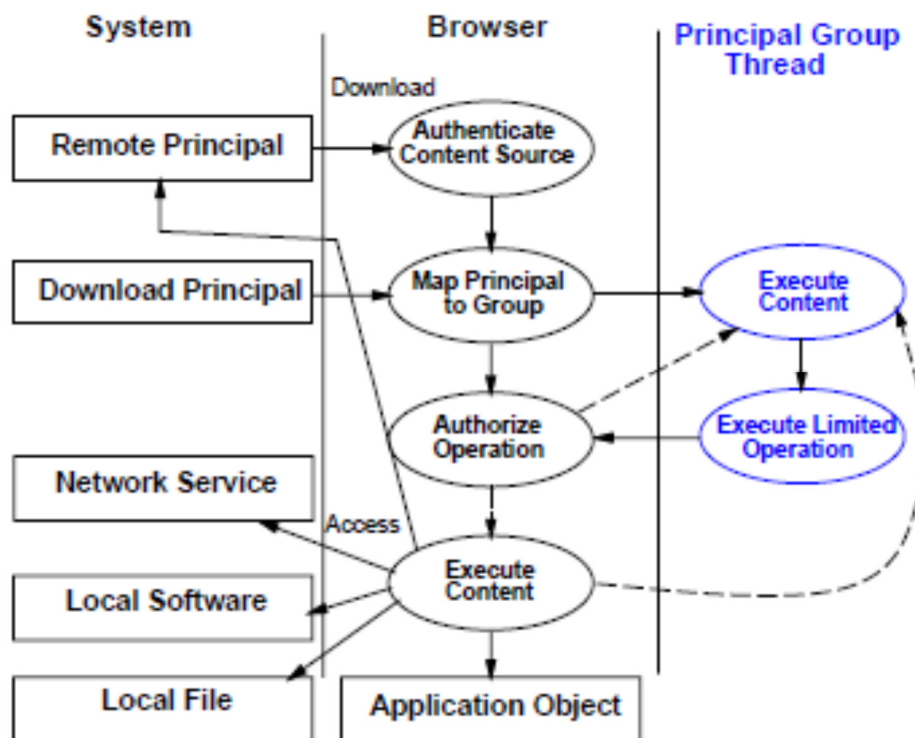 System
Browser
Principal Group
Thread
Download
Remote Principal
Authenticate
Content Source
Download Principal
Map Principal
to Group
Execute
Content
Authorize
Operation
Execute Limited
Operation
Network Service
Access
Execute
Content
Local Software
Local File
Application Object